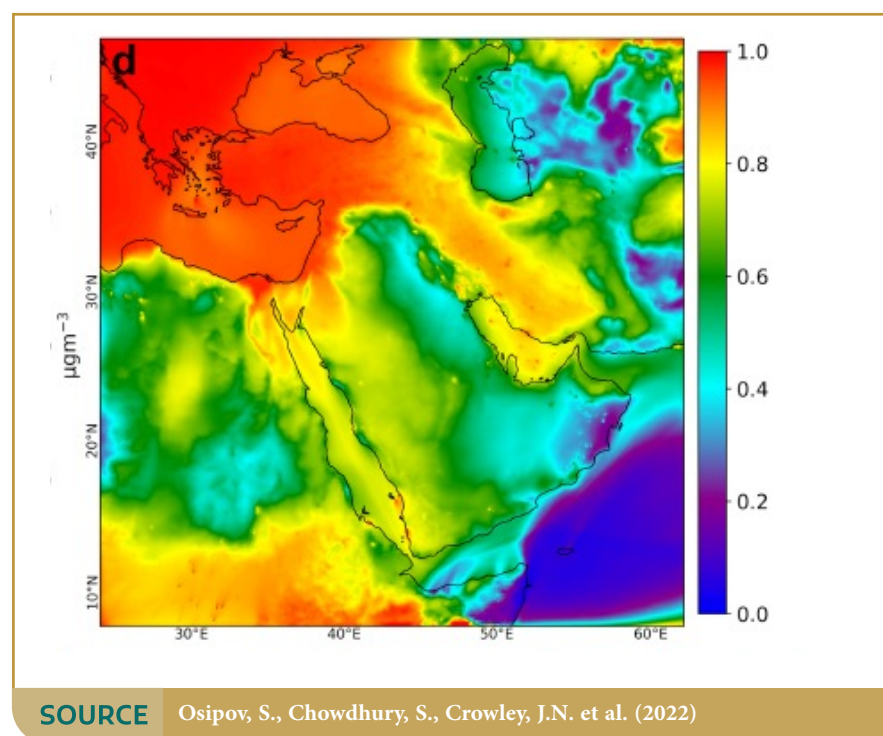 d
1.0
0.8
0.6
0.4
0.2
0.0
40°N
30°N
20°N
10°N
μgm⁻³
30°E 40°E 50°E 60°E
SOURCE Osipov, S., Chowdhury, S., Crowley, J.N. et al. (2022)